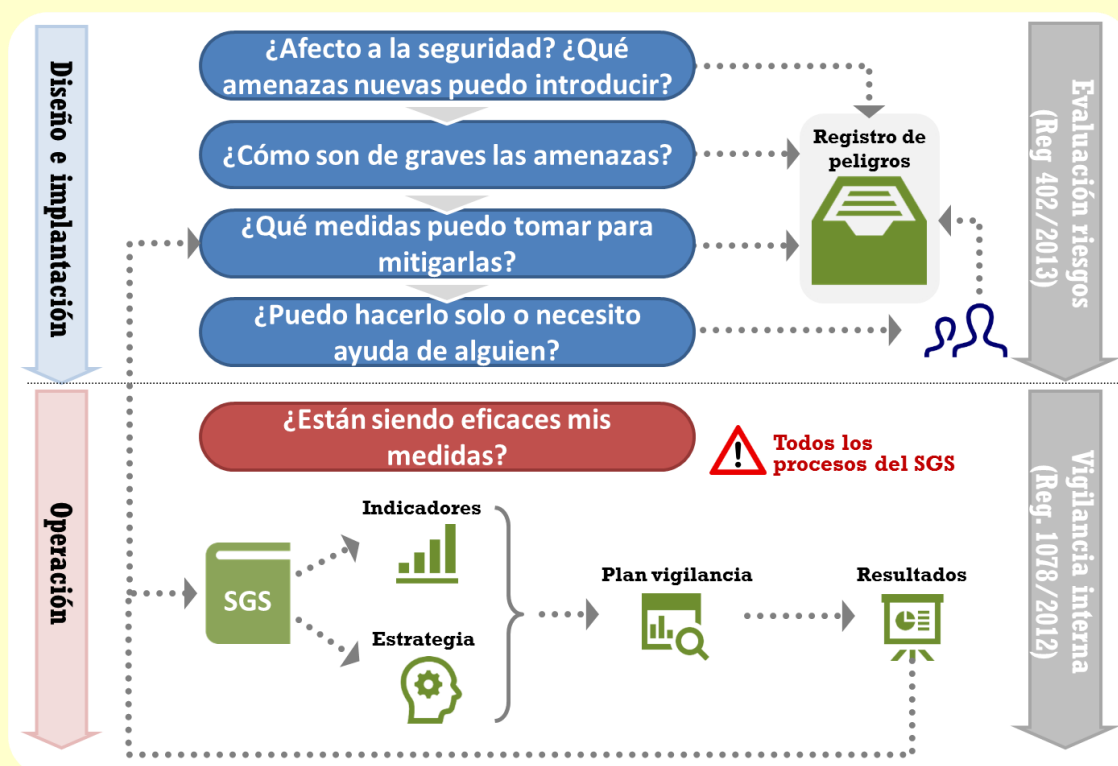 Diseño e implantación
¿Afecto a la seguridad? ¿Qué
amenazas nuevas puedo introducir?
¿Cómo son de graves las amenazas?
¿Qué medidas puedo tomar para
mitigarlas?
¿Puedo hacerlo solo o necesito
ayuda de alguien?
Registro de
peligros
Evaluación riesgos
(Reg 402/2013)
Operación
¿Están siendo eficaces mis
medidas?
Todos los
procesos del SGS
SGS
Indicadores
Estrategia
Plan vigilancia
Resultados
Vigilancia interna
(Reg. 1078/2012)